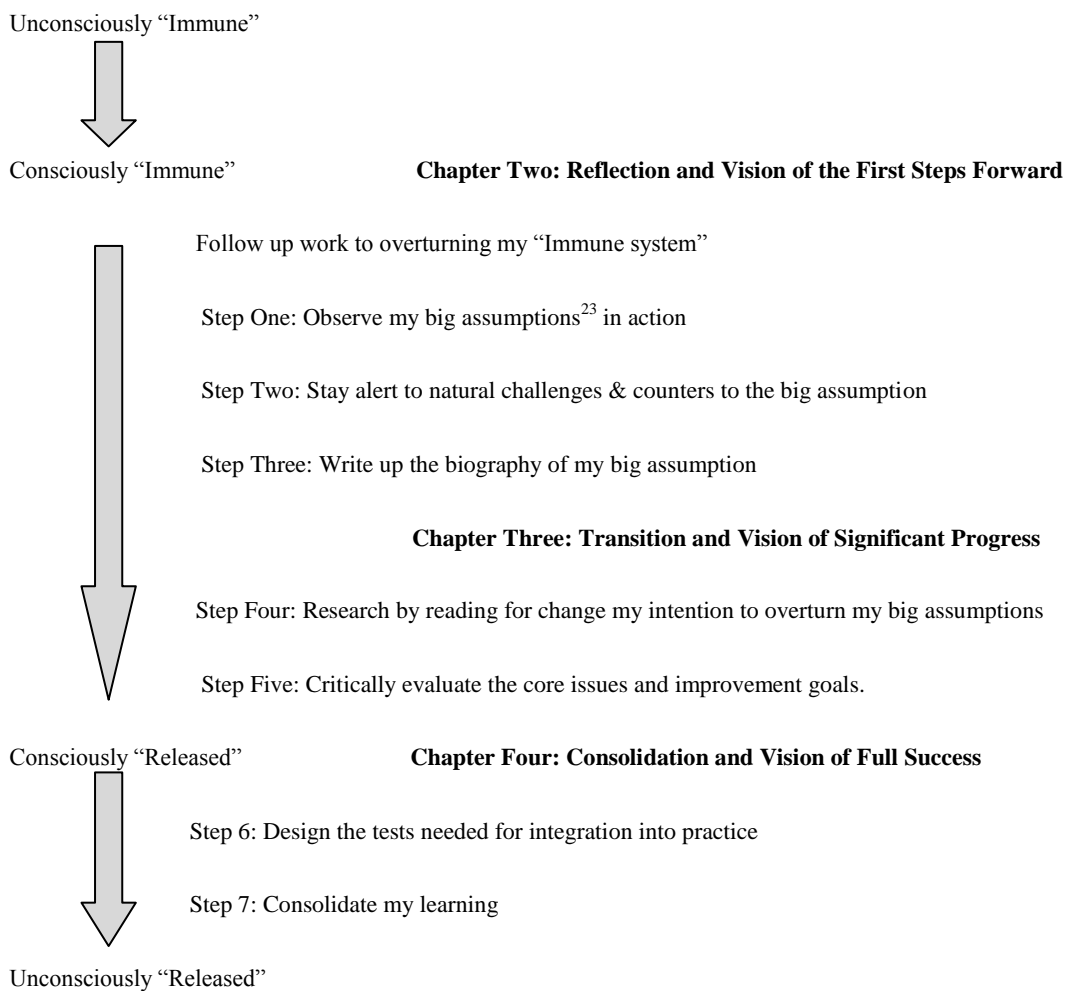 Unconsciously “Immune”
Consciously “Immune” Chapter Two: Reflection and Vision of the First Steps Forward
Follow up work to overturning my “Immune system”
Step One: Observe my big assumptions23 in action
Step Two: Stay alert to natural challenges & counters to the big assumption
Step Three: Write up the biography of my big assumption
Chapter Three: Transition and Vision of Significant Progress
Step Four: Research by reading for change my intention to overturn my big assumptions
Step Five: Critically evaluate the core issues and improvement goals.
Consciously “Released” Chapter Four: Consolidation and Vision of Full Success
Step 6: Design the tests needed for integration into practice
Step 7: Consolidate my learning
Unconsciously “Released”